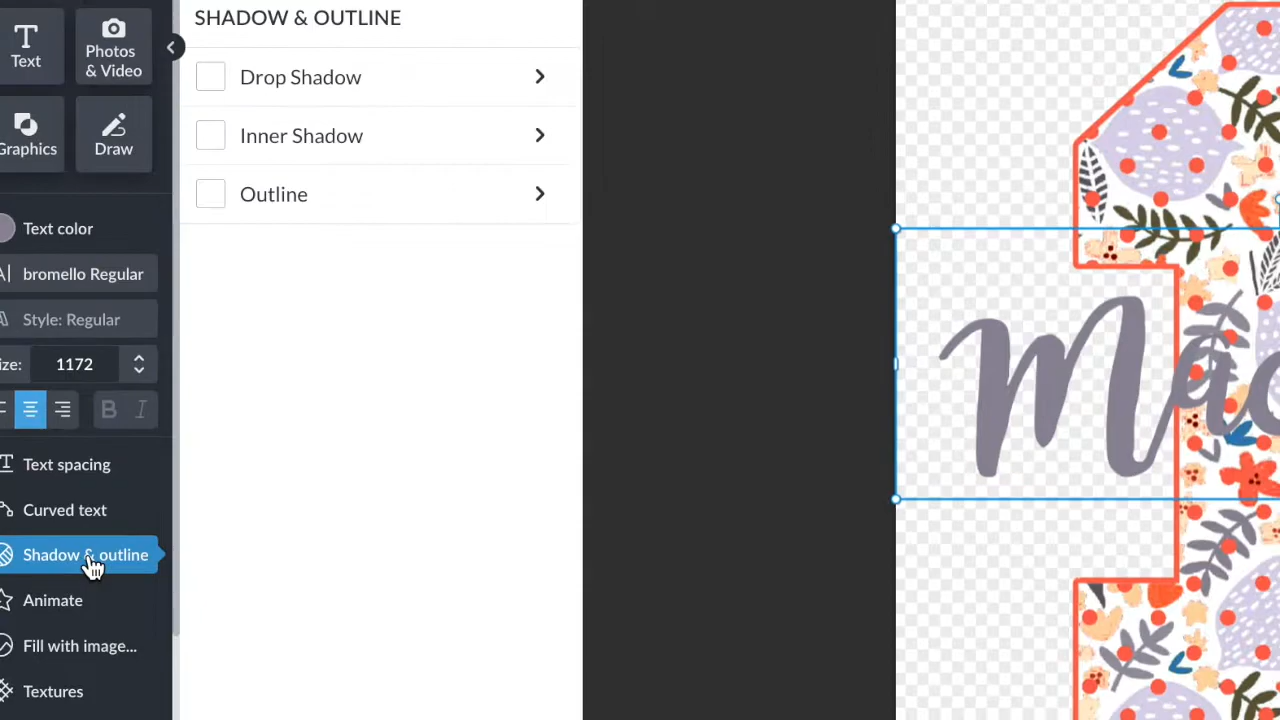 SHADOW & OUTLINE
Text
Photos
& Video
Drop Shadow
Inner Shadow
Graphics
Draw
Outline
Text color
bromello Regular
Style: Regular
ize:
1172
B I
Text spacing
Curved text
Shadow & outline
Animate
Fill with image...
Textures
Mac